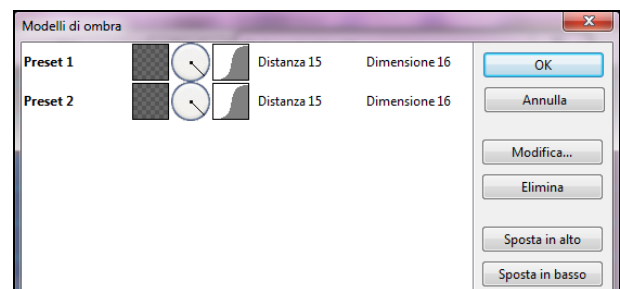 Modelli di ombra
Preset 1 Distanza 15 Dimensione 16
Preset 2 Distanza 15 Dimensione 16
OK
Annulla
Modifica...
Elimina
Sposta in alto
Sposta in basso